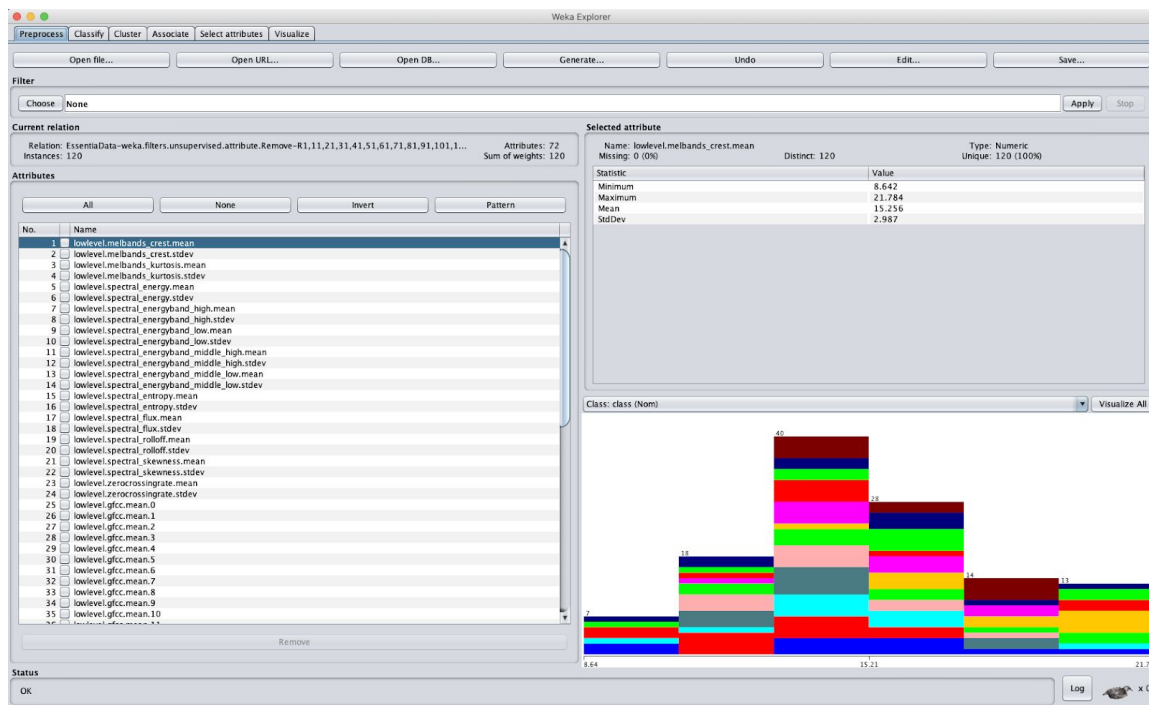 Weka Explorer
Preprocess Classify Cluster Associate Select attributes Visualize
Open file... Open URL... Open DB... Generate... Undo Edit... Save...
Filter
Choose None Apply Stop
Current relation
Relation: EssentiaData-weka.filters.unsupervised.attribute.Remove-R1,11,21,31,41,51,61,71,81,91,101,1... Attributes: 72
Instances: 120 Sum of weights: 120
Attributes
All None Invert Pattern
No. Name
1 lowlevel.melbands_crest.mean
2 lowlevel.melbands_crest.stdev
3 lowlevel.melbands_kurtosis.mean
4 lowlevel.melbands_kurtosis.stdev
5 lowlevel.spectral_energy.mean
6 lowlevel.spectral_energy.stdev
7 lowlevel.spectral_energyband_high.mean
8 lowlevel.spectral_energyband_high.stdev
9 lowlevel.spectral_energyband_low.mean
10 lowlevel.spectral_energyband_low.stdev
11 lowlevel.spectral_energyband_middle_high.mean
12 lowlevel.spectral_energyband_middle_high.stdev
13 lowlevel.spectral_energyband_middle_low.mean
14 lowlevel.spectral_energyband_middle_low.stdev
15 lowlevel.spectral_entropy.mean
16 lowlevel.spectral_entropy.stdev
17 lowlevel.spectral_flux.mean
18 lowlevel.spectral_flux.stdev
19 lowlevel.spectral_rolloff.mean
20 lowlevel.spectral_rolloff.stdev
21 lowlevel.spectral_skewness.mean
22 lowlevel.spectral_skewness.stdev
23 lowlevel.zerocrossingrate.mean
24 lowlevel.zerocrossingrate.stdev
25 lowlevel.gfcc.mean.0
26 lowlevel.gfcc.mean.1
27 lowlevel.gfcc.mean.2
28 lowlevel.gfcc.mean.3
29 lowlevel.gfcc.mean.4
30 lowlevel.gfcc.mean.5
31 lowlevel.gfcc.mean.6
32 lowlevel.gfcc.mean.7
33 lowlevel.gfcc.mean.8
34 lowlevel.gfcc.mean.9
35 lowlevel.gfcc.mean.10
Remove
Status
OK
Selected attribute
Name: lowlevel.melbands_crest.mean Type: Numeric
Missing: 0 (0%) Distinct: 120 Unique: 120 (100%)
Statistic Value
Minimum 8.642
Maximum 21.784
Mean 15.256
StdDev 2.987
Class: class (Nom) Visualize All
40
28
18
14
13
7
8.64 15.21 21.7
Log x 0